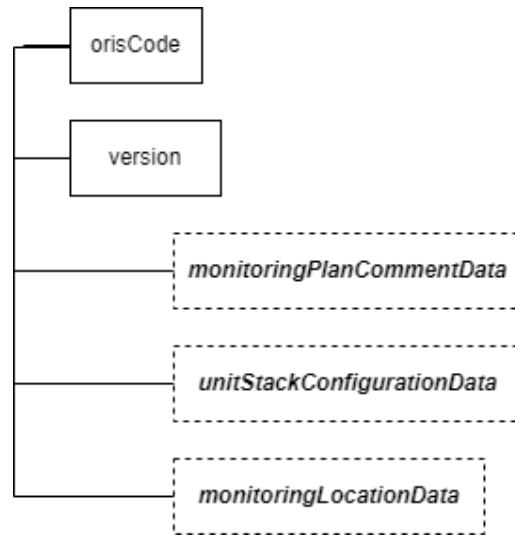 orisCode
version
monitoringPlanCommentData
unitStackConfigurationData
monitoringLocationData